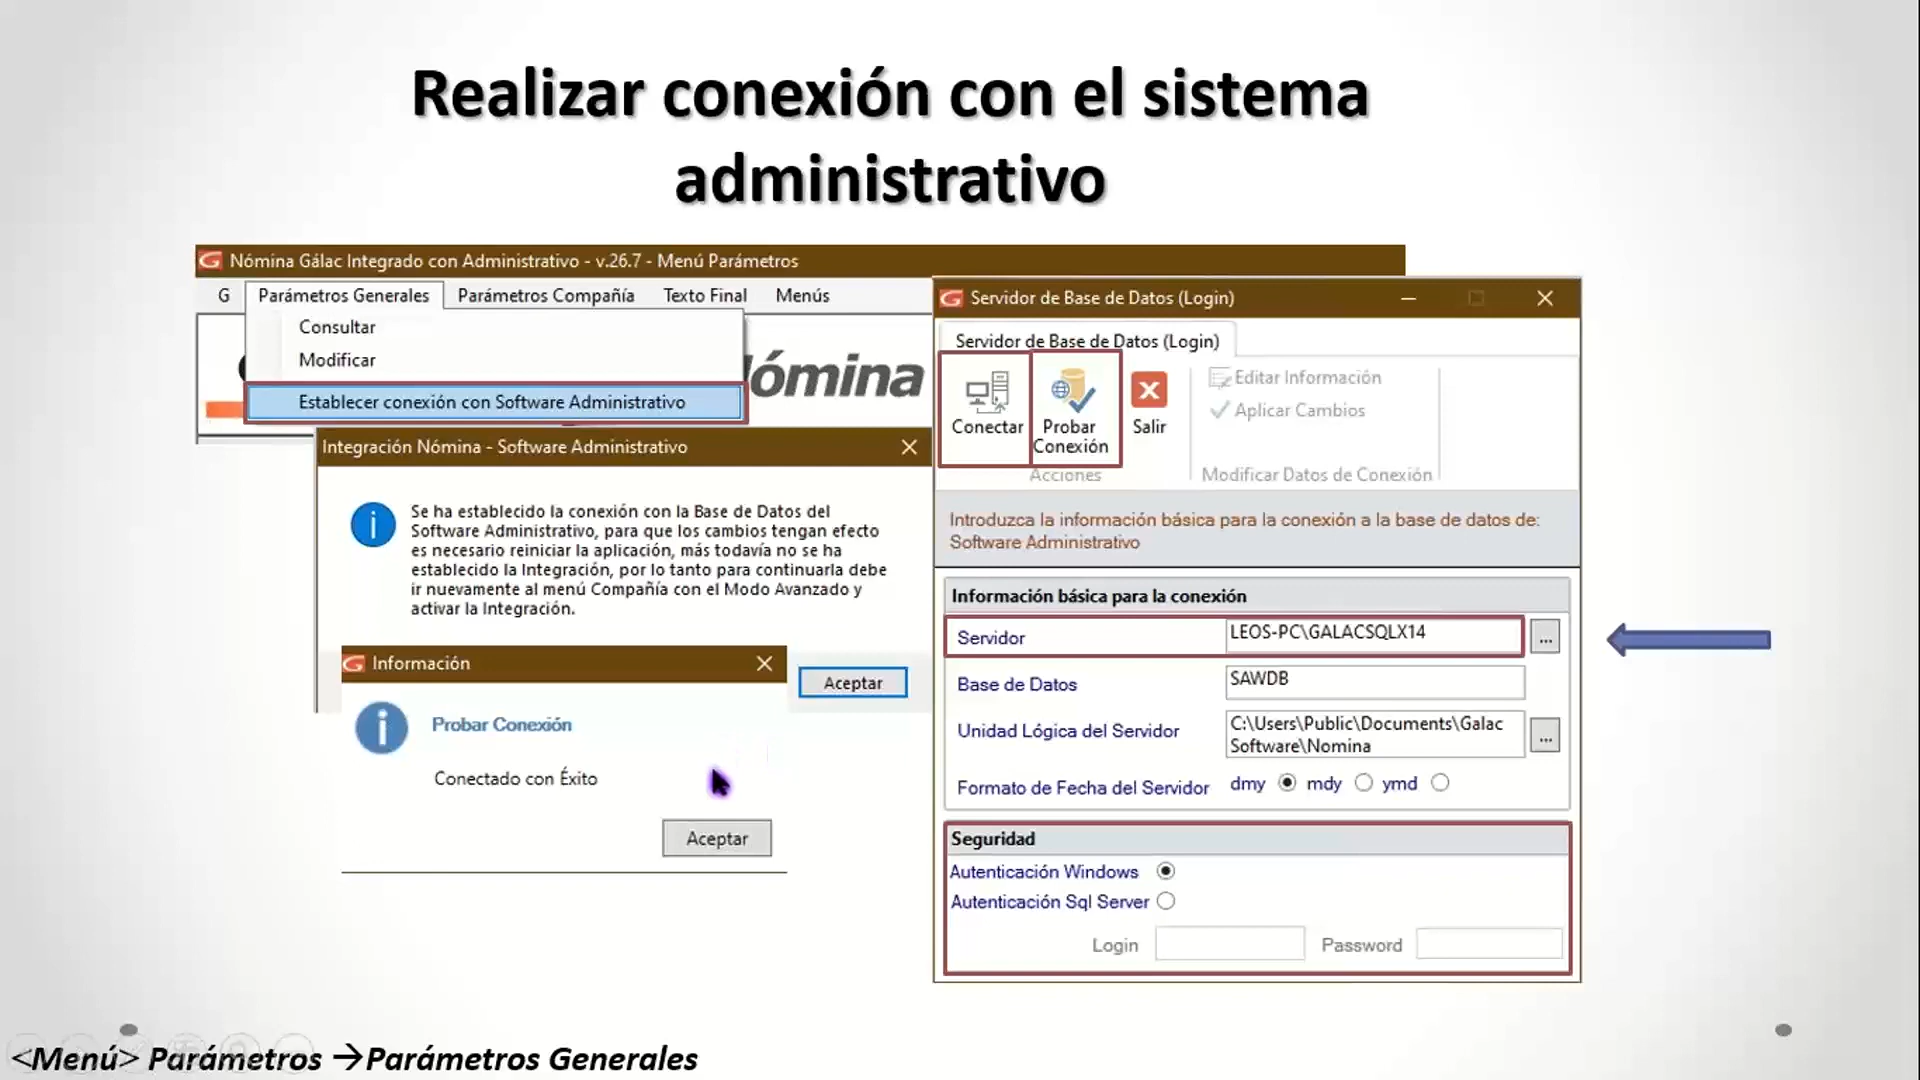 Realizar conexión con el sistema
administrativo
Nómina Gálac Integrado con Administrativo - v.26.7 - Menú Parámetros
G Parámetros Generales Parámetros Compañía Texto Final Menús
Consultar
Modificar
Establecer conexión con Software Administrativo
ómina
Integración Nómina - Software Administrativo
Se ha establecido la conexión con la Base de Datos del
Software Administrativo, para que los cambios tengan efecto
es necesario reiniciar la aplicación, más todavía no se ha
establecido la Integración, por lo tanto para continuarla debe
ir nuevamente al menú Compañía con el Modo Avanzado y
activar la Integración.
Aceptar
Información
Probar Conexión
Conectado con Éxito
Aceptar
Servidor de Base de Datos (Login)
Servidor de Base de Datos (Login)
Conectar
Probar
Conexión
Salir
Acciones
Editar Información
Aplicar Cambios
Modificar Datos de Conexión
Introduzca la información básica para la conexión a la base de datos de:
Software Administrativo
Información básica para la conexión
Servidor LEOS-PC\GALACSQLX14 ...
Base de Datos SAWDB
Unidad Lógica del Servidor C:\Users\Public\Documents\Galac
Software\Nomina ...
Formato de Fecha del Servidor dmy mdy ymd
Seguridad
Autenticación Windows
Autenticación Sql Server
Login Password
<Menú> Parámetros →Parámetros Generales